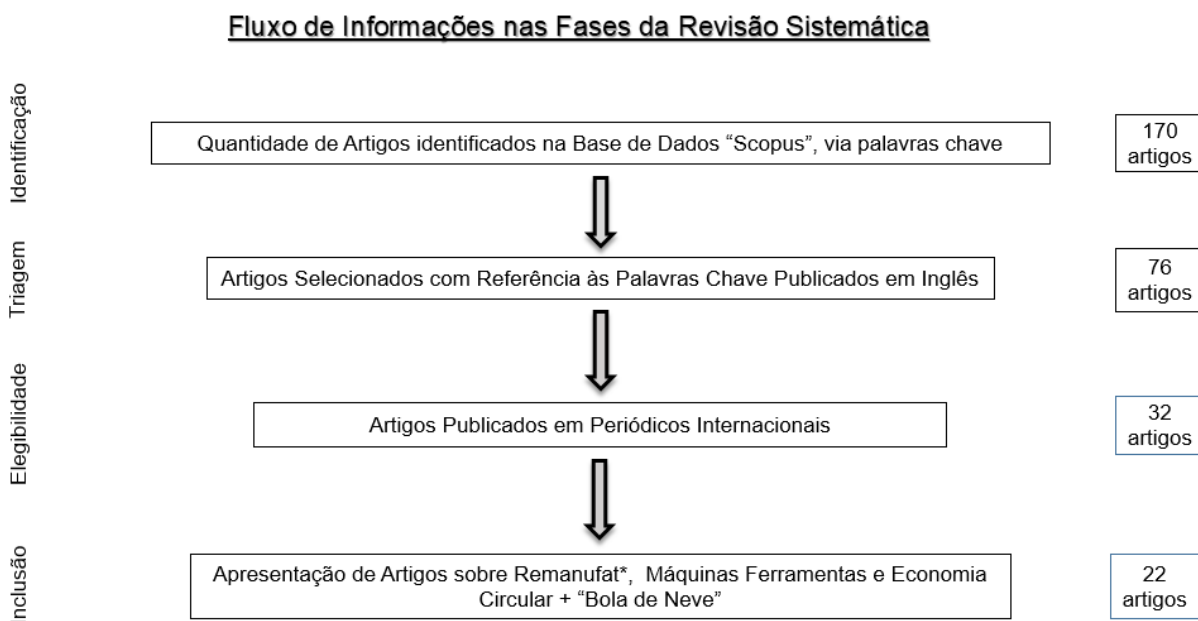 Fluxo de Informações nas Fases da Revisão Sistemática
Identificação
Quantidade de Artigos identificados na Base de Dados “Scopus”, via palavras chave
170
artigos
Triagem
Artigos Selecionados com Referência às Palavras Chave Publicados em Inglês
76
artigos
Elegibilidade
Artigos Publicados em Periódicos Internacionais
32
artigos
Inclusão
Apresentação de Artigos sobre Remanufat*, Máquinas Ferramentas e Economia
Circular + “Bola de Neve”
22
artigos